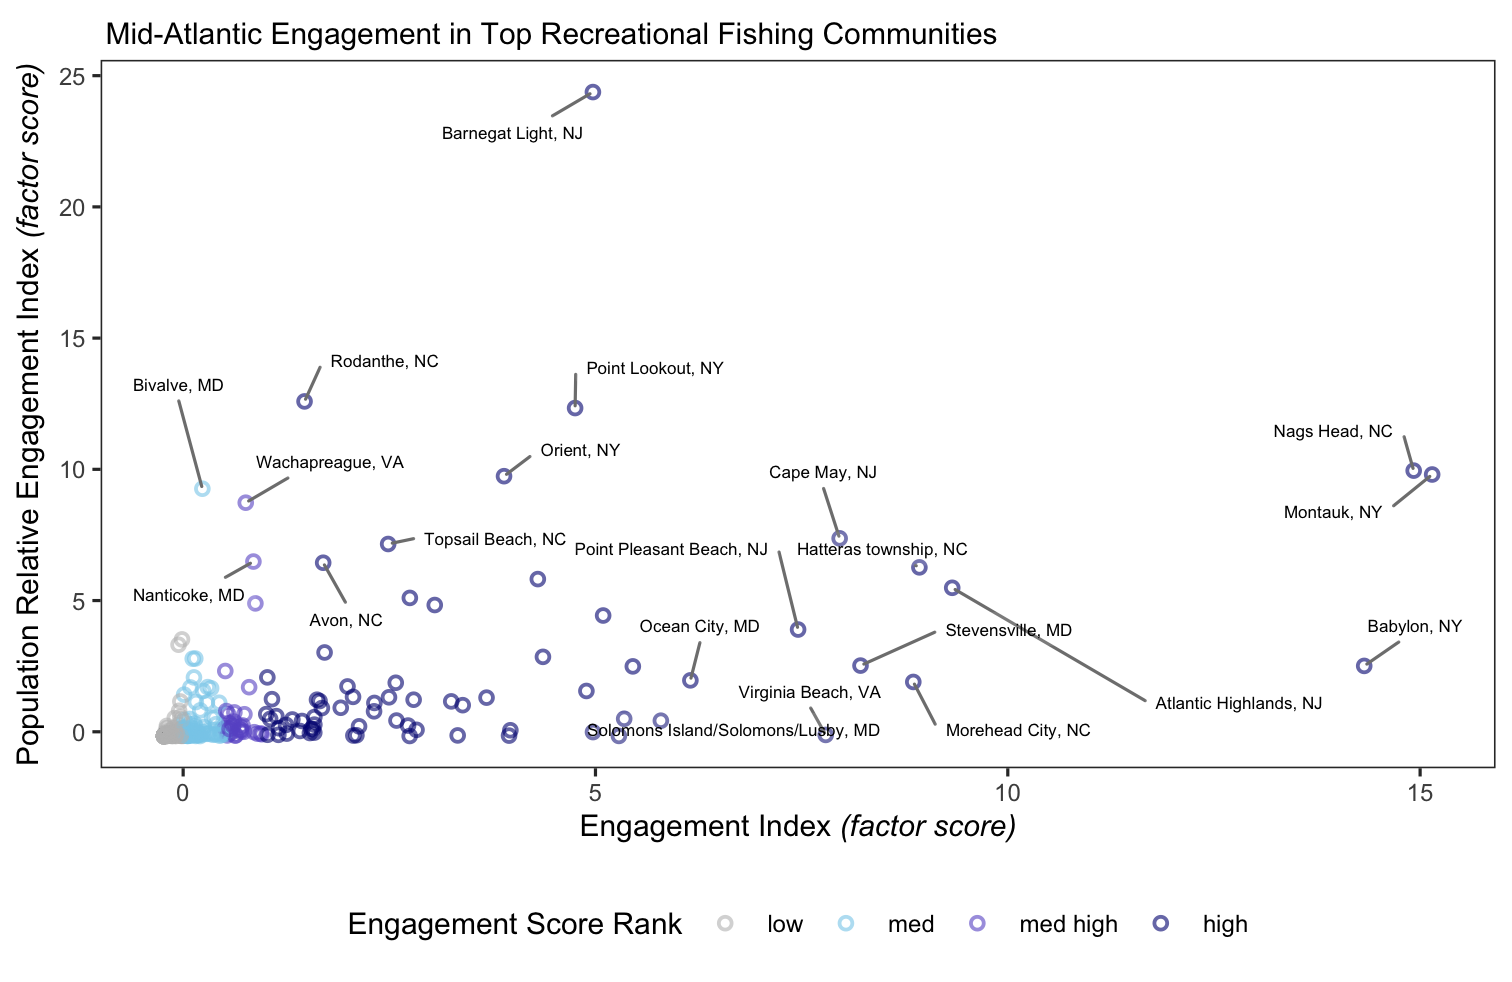 Mid-Atlantic Engagement in Top Recreational Fishing Communities
Population Relative Engagement Index (factor score)
25
20
15
10
5
0
Barnegat Light, NJ
Rodanthe, NC
Point Lookout, NY
Bivalve, MD
Nags Head, NC
Orient, NY
Wachapreague, VA
Cape May, NJ
Montauk, NY
Topsail Beach, NC
Point Pleasant Beach, NJ
Hatteras township, NC
Nanticoke, MD
Avon, NC
Ocean City, MD
Stevensville, MD
Babylon, NY
Virginia Beach, VA
Atlantic Highlands, NJ
Solomons Island/Solomons/Lusby, MD
Morehead City, NC
0
5
10
15
Engagement Index (factor score)
Engagement Score Rank
low
med
med high
high